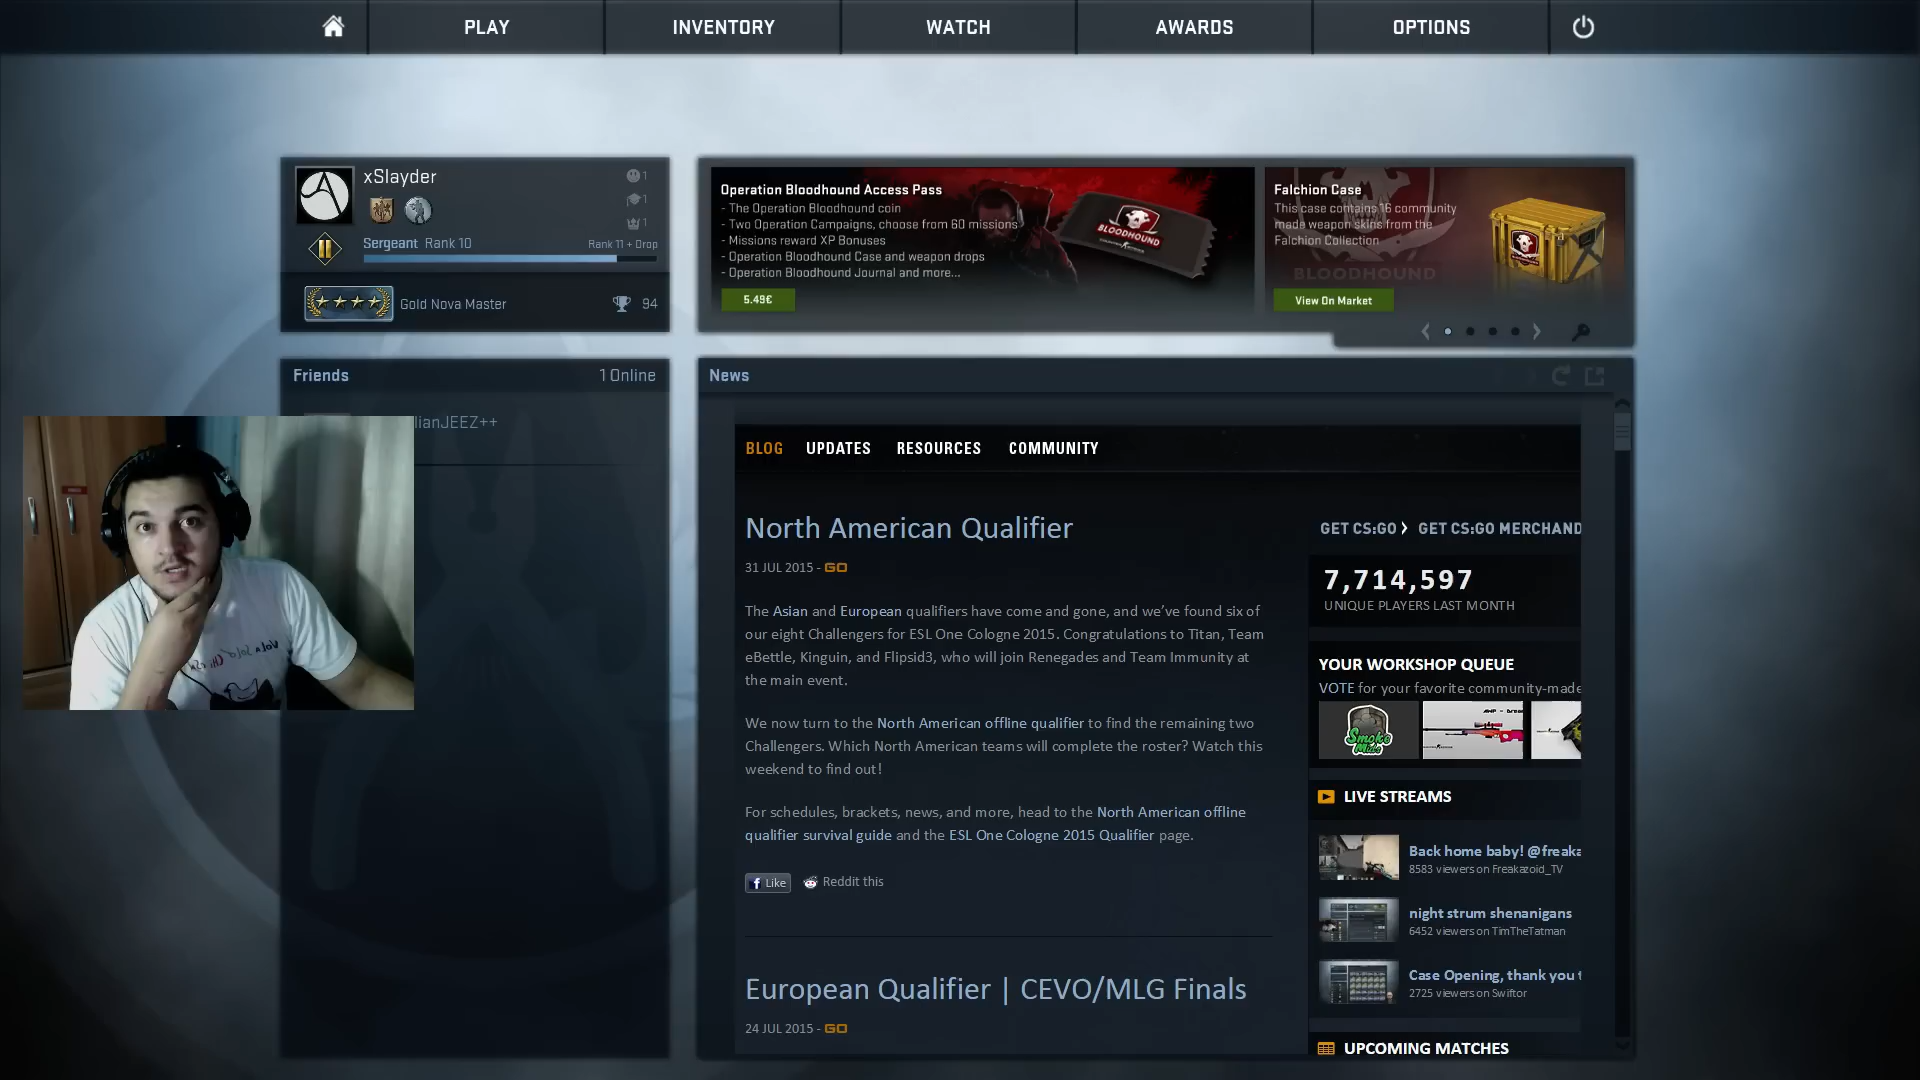 PLAY
INVENTORY
WATCH
AWARDS
OPTIONS
xSlayder
1
1
1
Sergeant Rank 10
Rank 11 + Drop
Gold Nova Master
94
Operation Bloodhound Access Pass
- The Operation Bloodhound coin
- Two Operation Campaigns, choose from 60 missions
- Missions reward XP Bonuses
- Operation Bloodhound Case and weapon drops
- Operation Bloodhound Journal and more...
5.49€
BLOODHOUND
Falchion Case
This case contains 16 community
made weapon skins from the
Falchion Collection
BLOODHOUND
View On Market
Friends
1 Online
lianJEEZ++
News
BLOG
UPDATES
RESOURCES
COMMUNITY
North American Qualifier
31 JUL 2015 - GO
The Asian and European qualifiers have come and gone, and we've found six of
our eight Challengers for ESL One Cologne 2015. Congratulations to Titan, Team
eBettle, Kinguin, and Flipsid3, who will join Renegades and Team Immunity at
the main event.
We now turn to the North American offline qualifier to find the remaining two
Challengers. Which North American teams will complete the roster? Watch this
weekend to find out!
For schedules, brackets, news, and more, head to the North American offline
qualifier survival guide and the ESL One Cologne 2015 Qualifier page.
Like
Reddit this
European Qualifier | CEVO/MLG Finals
24 JUL 2015 - GO
GET CS:GO
GET CS:GO MERCHAND
7,714,597
UNIQUE PLAYERS LAST MONTH
YOUR WORKSHOP QUEUE
VOTE for your favorite community-made
Smoke
LIVE STREAMS
Back home baby! @freaka
8583 viewers on Freakazoid_TV
night strum shenanigans
6452 viewers on TimTheTatman
Case Opening, thank you t
2725 viewers on Swiftor
UPCOMING MATCHES